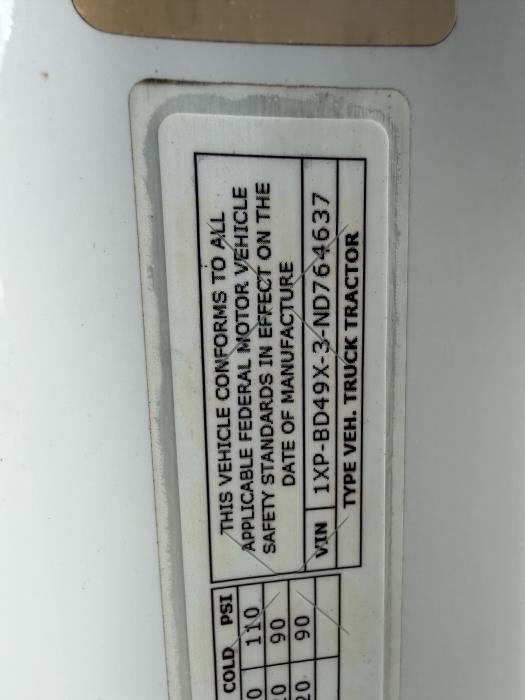 THIS VEHICLE CONFORMS TO ALL
APPLICABLE FEDERAL MOTOR VEHICLE
SAFETY STANDARDS IN EFFECT ON THE
DATE OF MANUFACTURE
VIN 1XP-BD49X-3-ND764637
TYPE VEH. TRUCK TRACTOR
COLD PSI
110
90
90